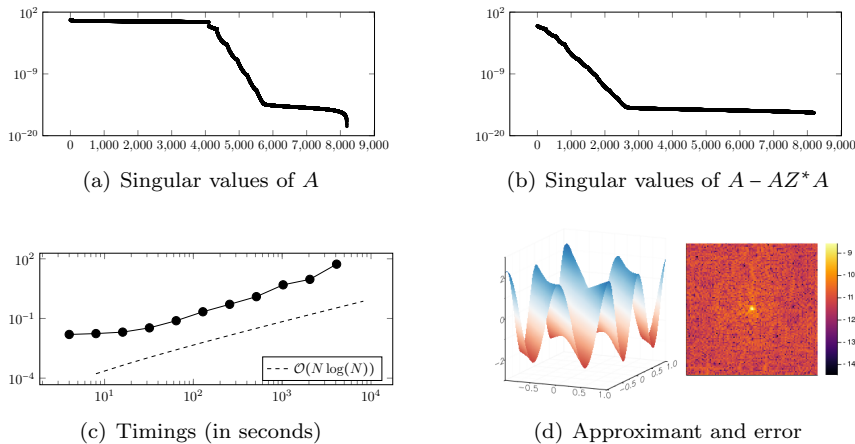 10^2
10^−9
10^−20
0 1,000 2,000 3,000 4,000 5,000 6,000 7,000 8,000 9,000
(a) Singular values of A
10^2
10^−9
10^−20
0 1,000 2,000 3,000 4,000 5,000 6,000 7,000 8,000 9,000
(b) Singular values of A − AZ*A
10^2
10^−1
10^−4
10^1 10^2 10^3 10^4
O(N log(N))
(c) Timings (in seconds)
2
0
−2
−0.5 0 0.5 1.0
−1.0 −0.5 0 0.5 1.0
- 9
- 10
- 11
- 12
- 13
- 14
(d) Approximant and error